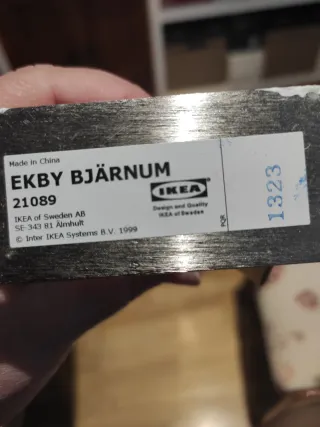 Made in China
EKBY BJÄRNUM
21089
IKEA of Sweden AB
SE-343 81 Älmhult
© Inter IKEA Systems B.V. 1999
IKEA
Design and Quality
IKEA of Sweden
PQR
1323